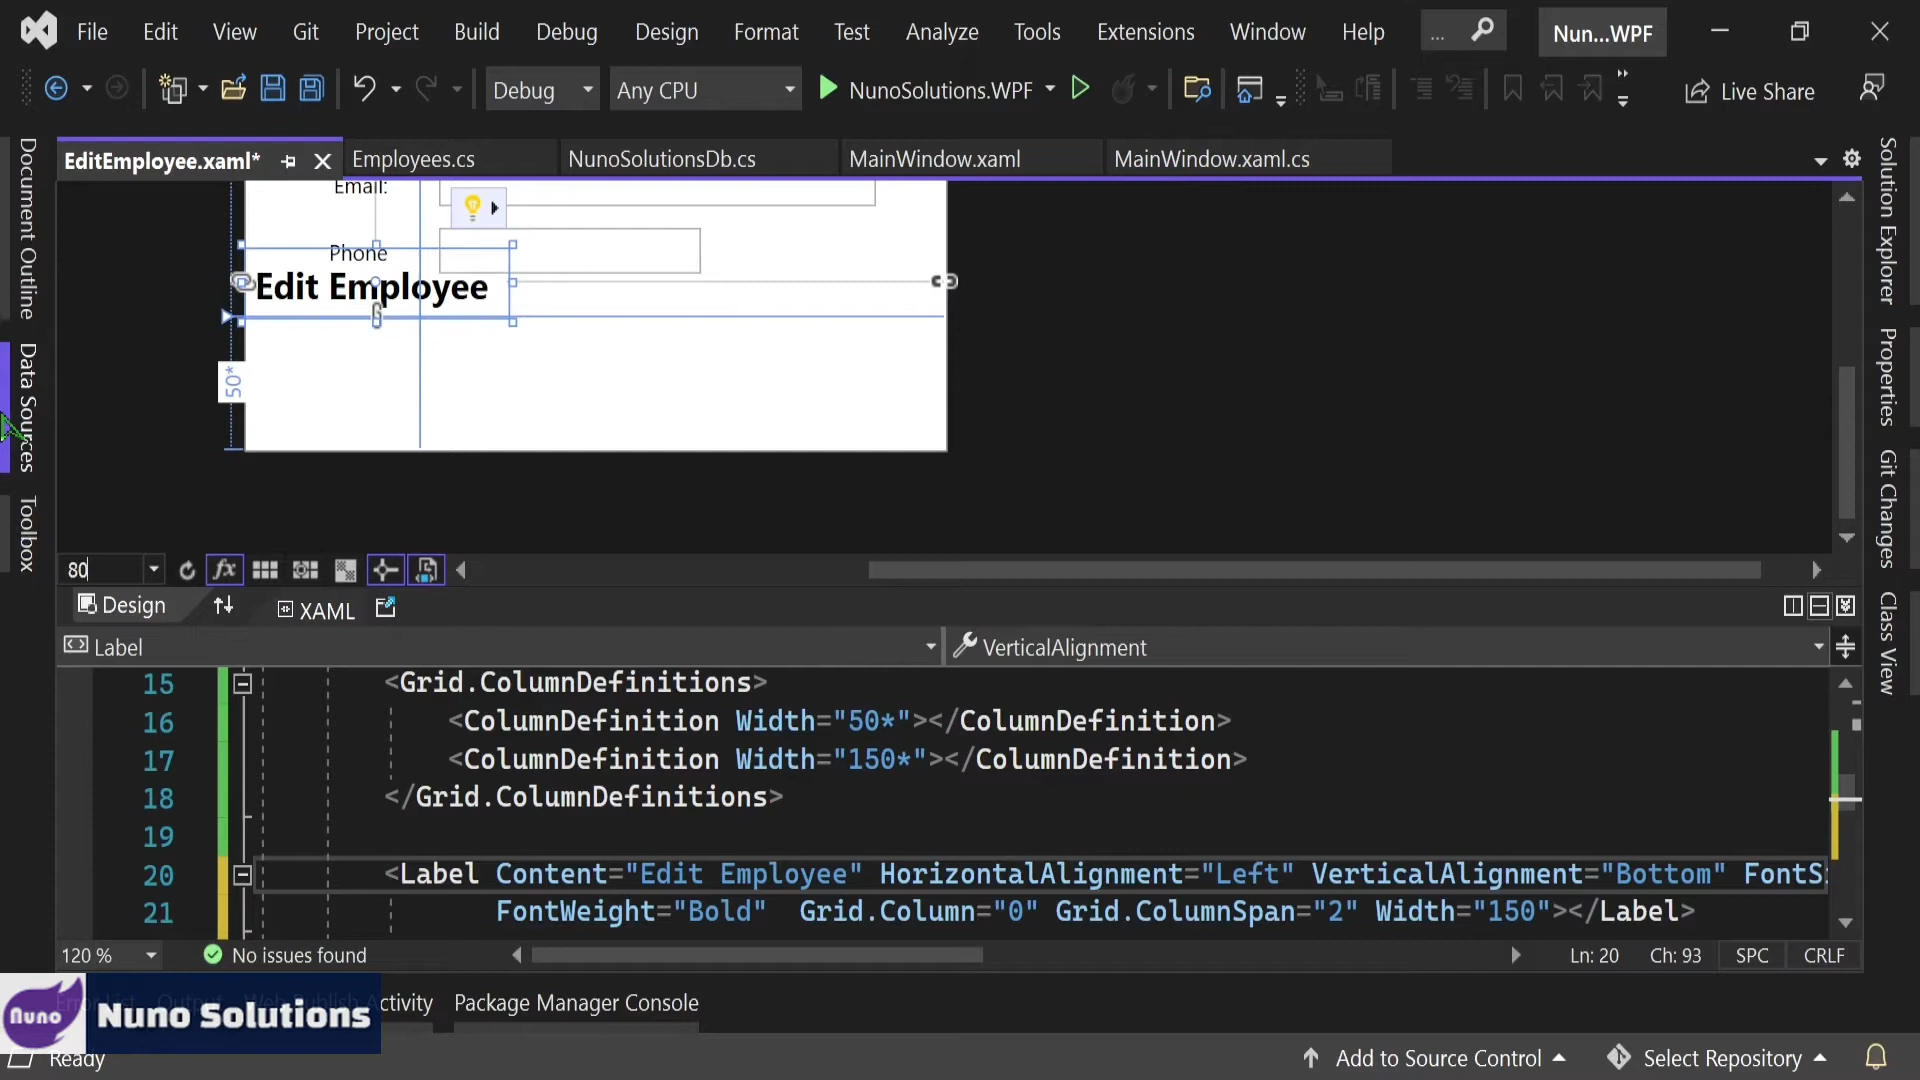 File Edit View Git Project Build Debug Design Format Test Analyze Tools Extensions Window Help ... Nun...WPF
Debug Any CPU NunoSolutions.WPF Live Share
EditEmployee.xaml* Employees.cs NunoSolutionsDb.cs MainWindow.xaml MainWindow.xaml.cs
Document Outline
Data Sources
Toolbox
Solution Explorer
Properties
Git Changes
Class View
Email:
Phone
Edit Employee
50*
80
Design XAML
Label VerticalAlignment
15 <Grid.ColumnDefinitions>
16 <ColumnDefinition Width="50*"></ColumnDefinition>
17 <ColumnDefinition Width="150*"></ColumnDefinition>
18 </Grid.ColumnDefinitions>
19
20 <Label Content="Edit Employee" HorizontalAlignment="Left" VerticalAlignment="Bottom" FontS
21 FontWeight="Bold" Grid.Column="0" Grid.ColumnSpan="2" Width="150"></Label>
120 % No issues found Ln: 20 Ch: 93 SPC CRLF
Activity Package Manager Console
Nuno Nuno Solutions
Ready Add to Source Control Select Repository